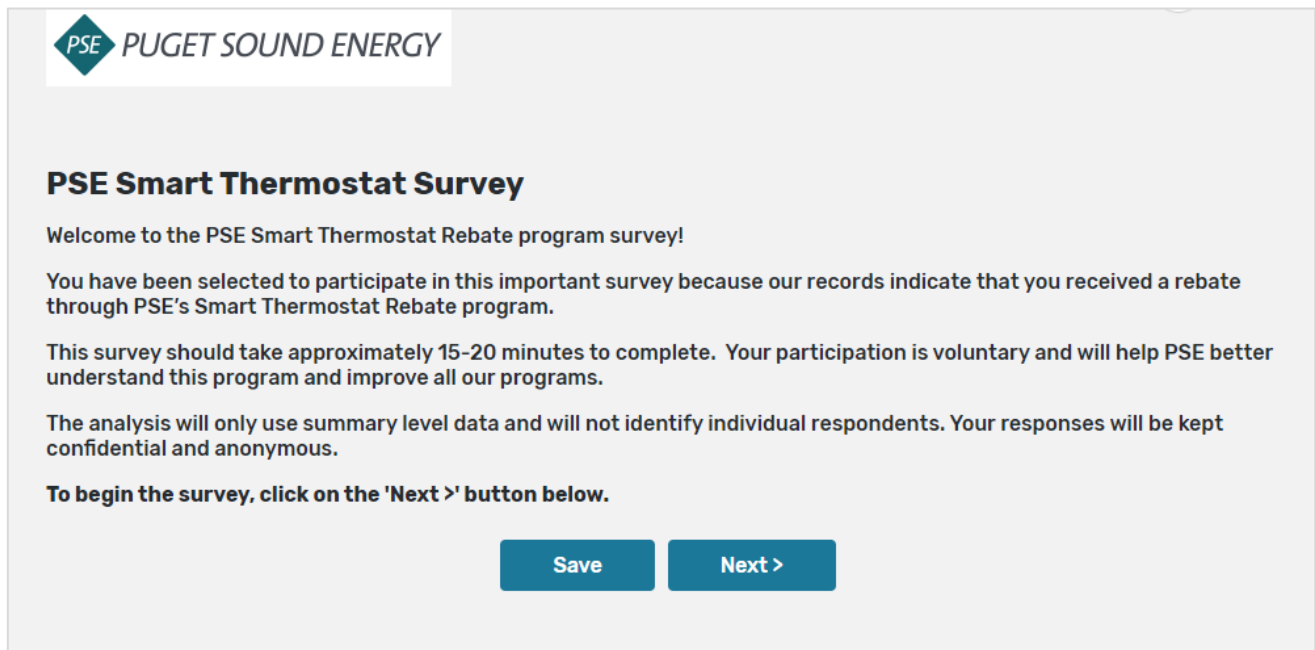 PSE PUGET SOUND ENERGY
PSE Smart Thermostat Survey
Welcome to the PSE Smart Thermostat Rebate program survey!
You have been selected to participate in this important survey because our records indicate that you received a rebate
through PSE’s Smart Thermostat Rebate program.
This survey should take approximately 15-20 minutes to complete.  Your participation is voluntary and will help PSE better
understand this program and improve all our programs.
The analysis will only use summary level data and will not identify individual respondents. Your responses will be kept
confidential and anonymous.
To begin the survey, click on the 'Next >' button below.
Save Next >